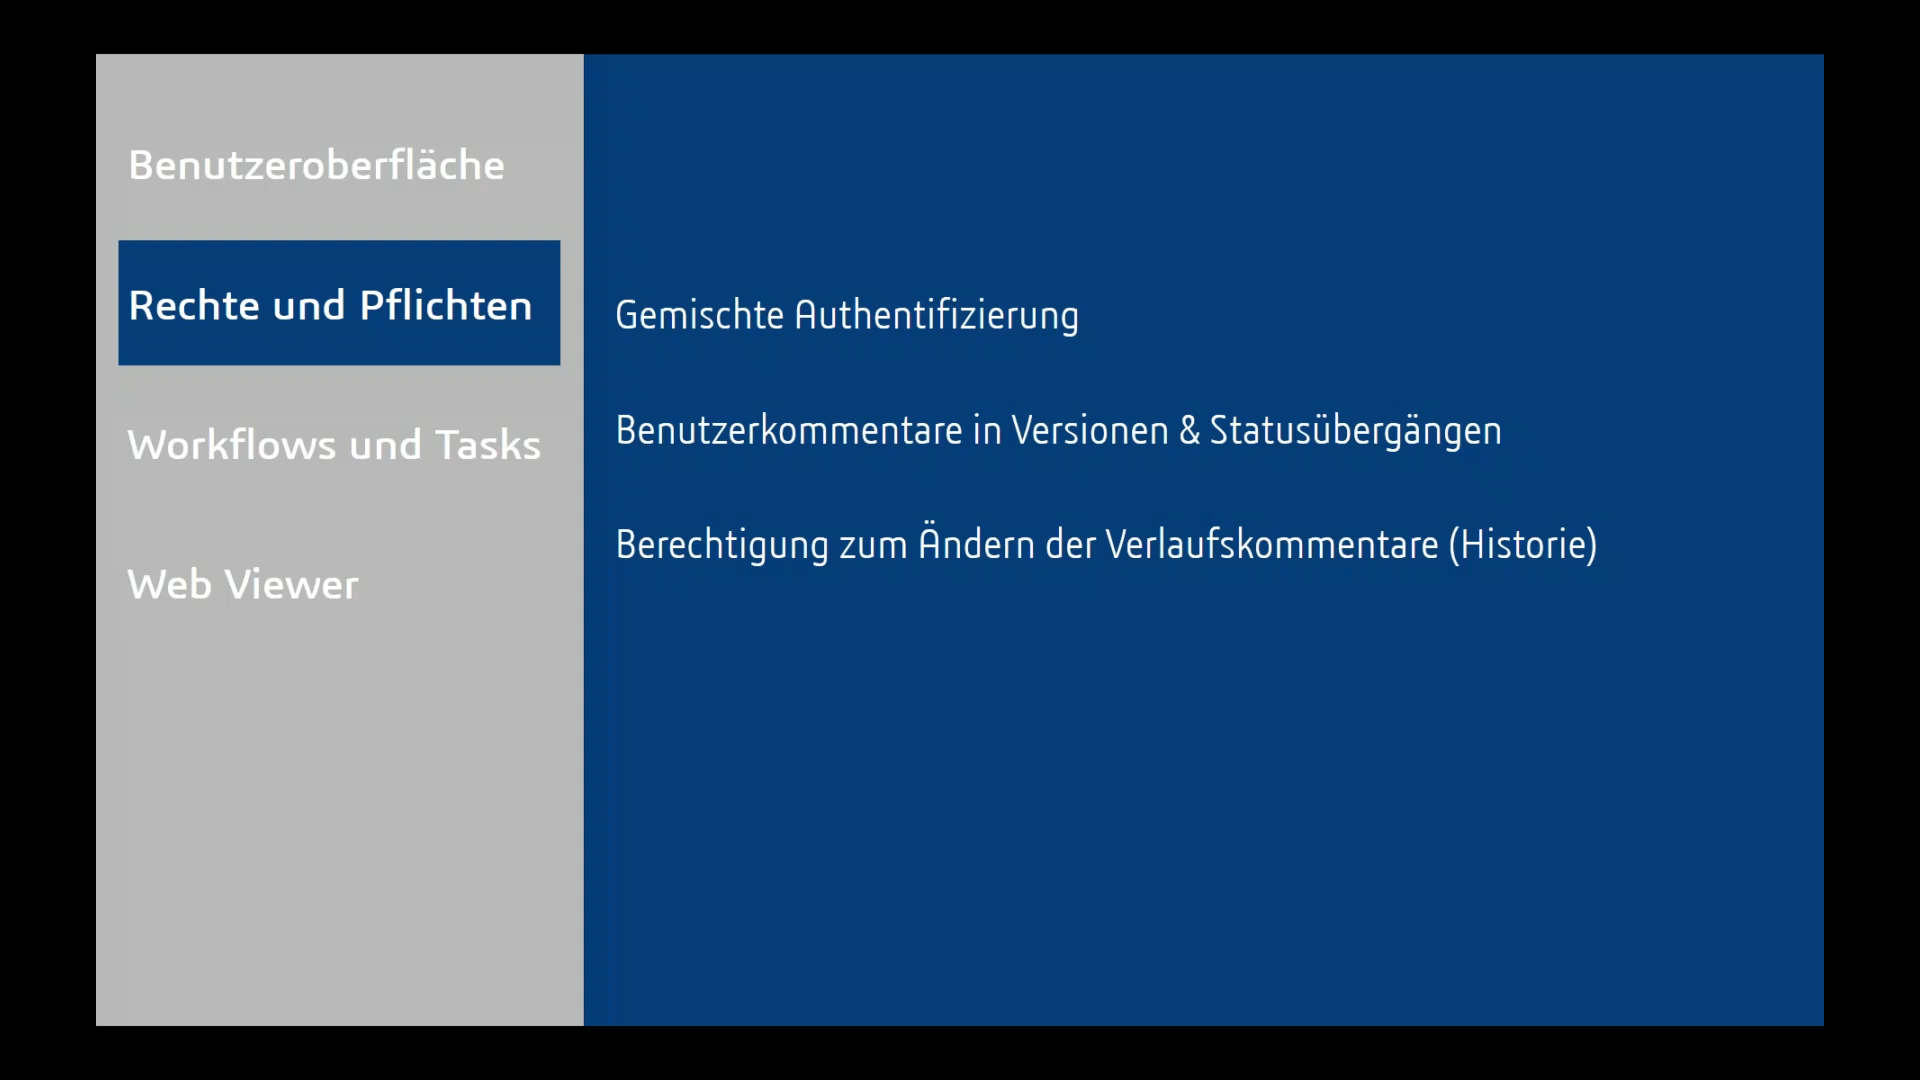 Benutzeroberfläche
Rechte und Pflichten
Workflows und Tasks
Web Viewer
Gemischte Authentifizierung
Benutzerkommentare in Versionen & Statusübergängen
Berechtigung zum Ändern der Verlaufskommentare (Historie)